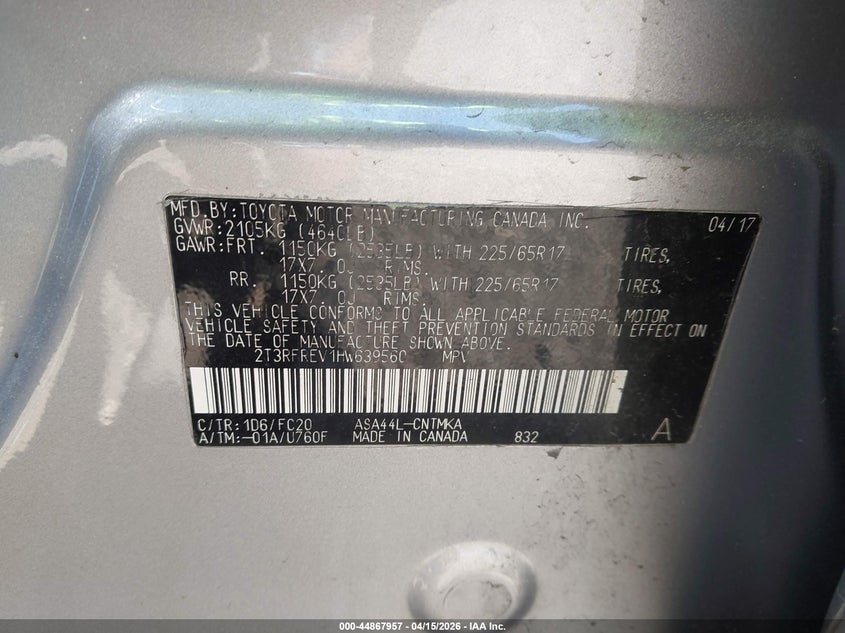 MFD.BY:TOYOTA MOTOR MANUFACTURING CANADA INC. 04/17
GVWR:2105KG (4640LB)
GAWR:FRT. 1150KG (2535LB) WITH 225/65R17 TIRES,
17X7.0J RIMS.
RR. 1150KG (2535LB) WITH 225/65R17 TIRES,
17X7.0J RIMS.
THIS VEHICLE CONFORMS TO ALL APPLICABLE FEDERAL MOTOR
VEHICLE SAFETY AND THEFT PREVENTION STANDARDS IN EFFECT ON
THE DATE OF MANUFACTURE SHOWN ABOVE.
2T3RFREV1HW639560 MPV
C/TR:1D6/FC20 ASA44L-CNTMKA
A/TM:-01A/U760F MADE IN CANADA 832 A
000-44867957 - 04/15/2026 - IAA Inc.